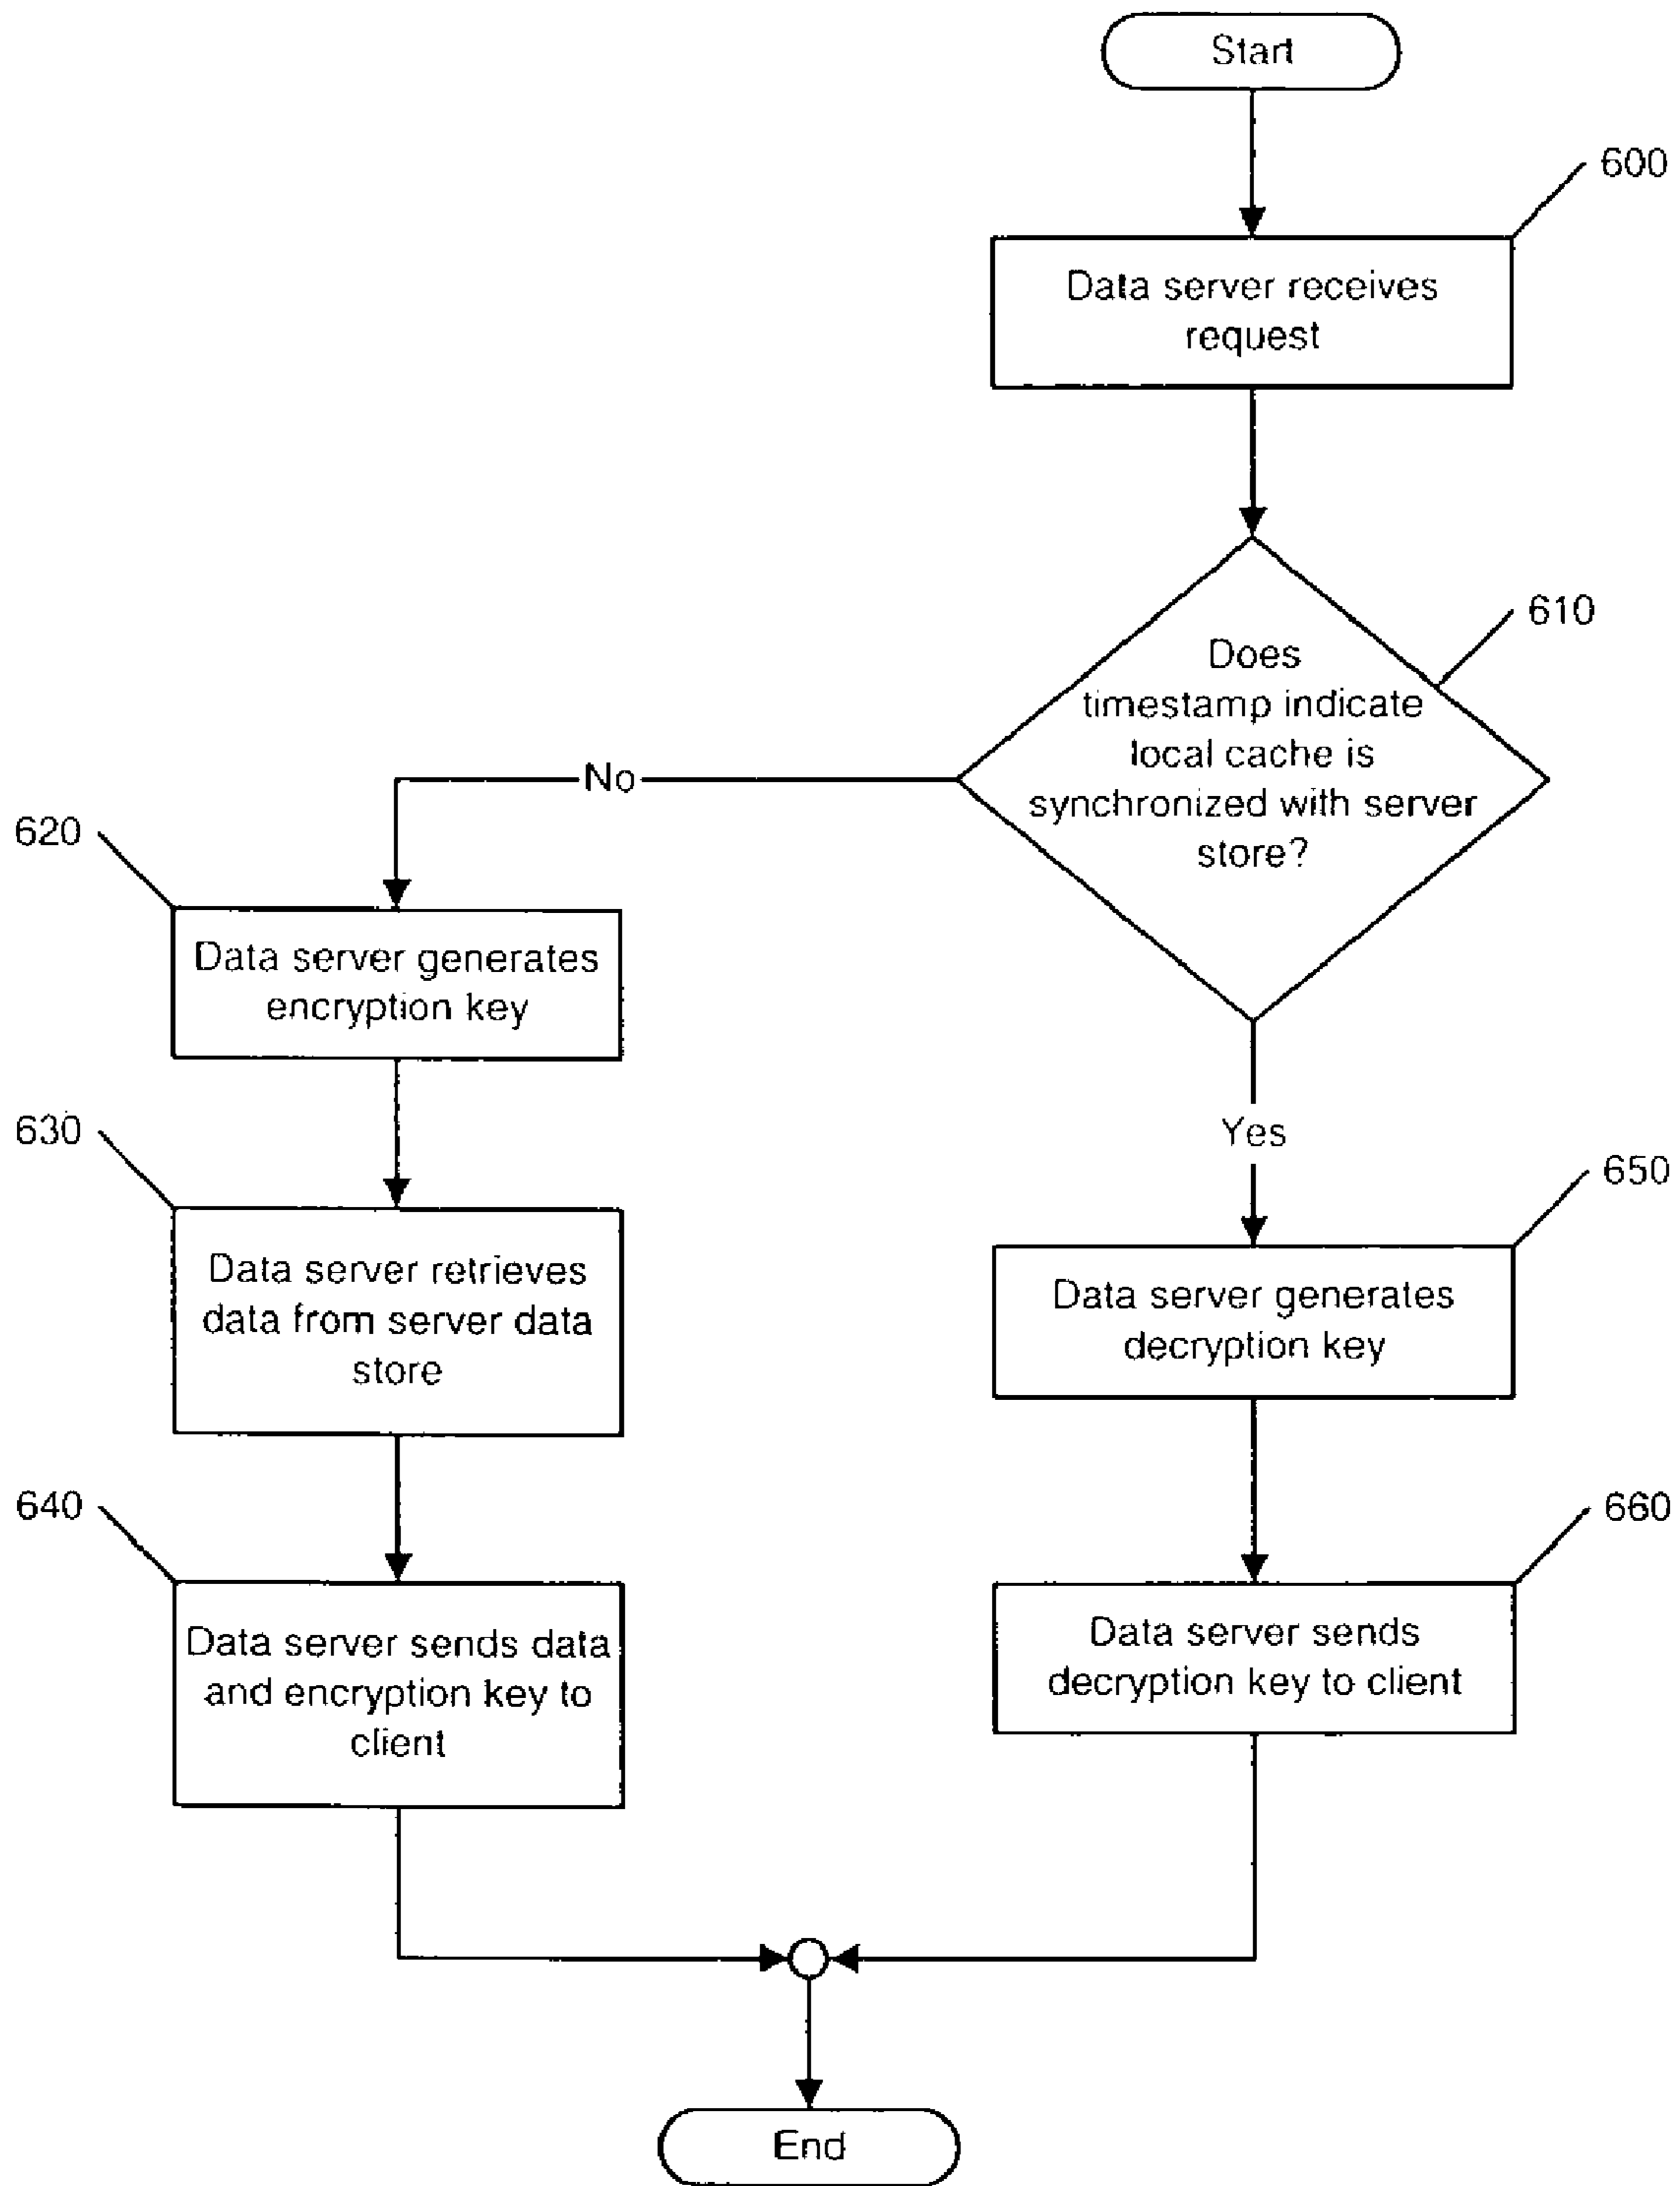 Start
600
Data server receives
request
610
Does
timestamp indicate
local cache is
synchronized with server
store?
No
620
Data server generates
encryption key
630
Data server retrieves
data from server data
store
640
Data server sends data
and encryption key to
client
Yes
650
Data server generates
decryption key
660
Data server sends
decryption key to client
End